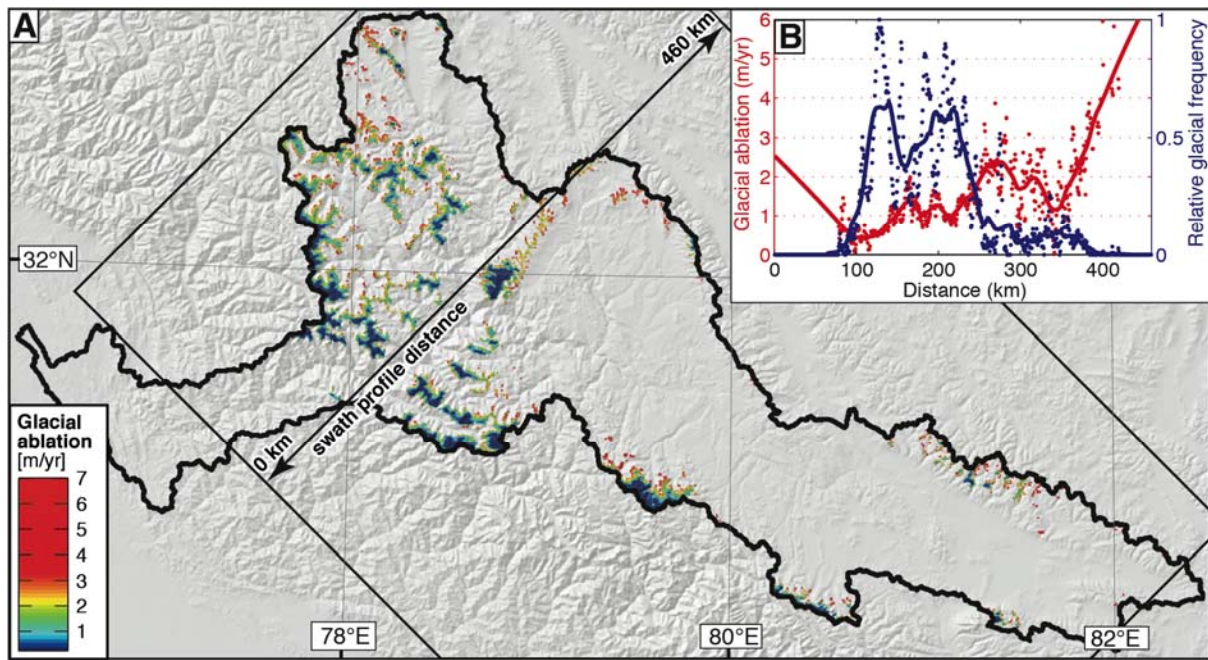 A
460 km
swath profile distance
0 km
32°N
78°E
80°E
82°E
Glacial
ablation
[m/yr]
7
6
5
4
3
2
1
B
Glacial ablation (m/yr)
6
5
4
3
2
1
0
1
0.5
0
Relative glacial frequency
0 100 200 300 400
Distance (km)